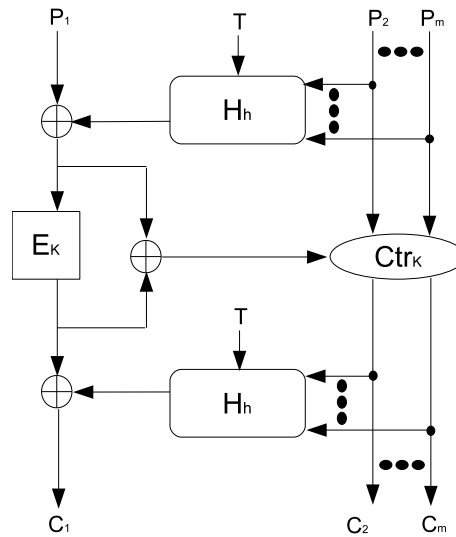 P₁ T P₂ Pₘ
Hₕ
Eₖ
Ctrₖ
T
Hₕ
C₁ C₂ Cₘ